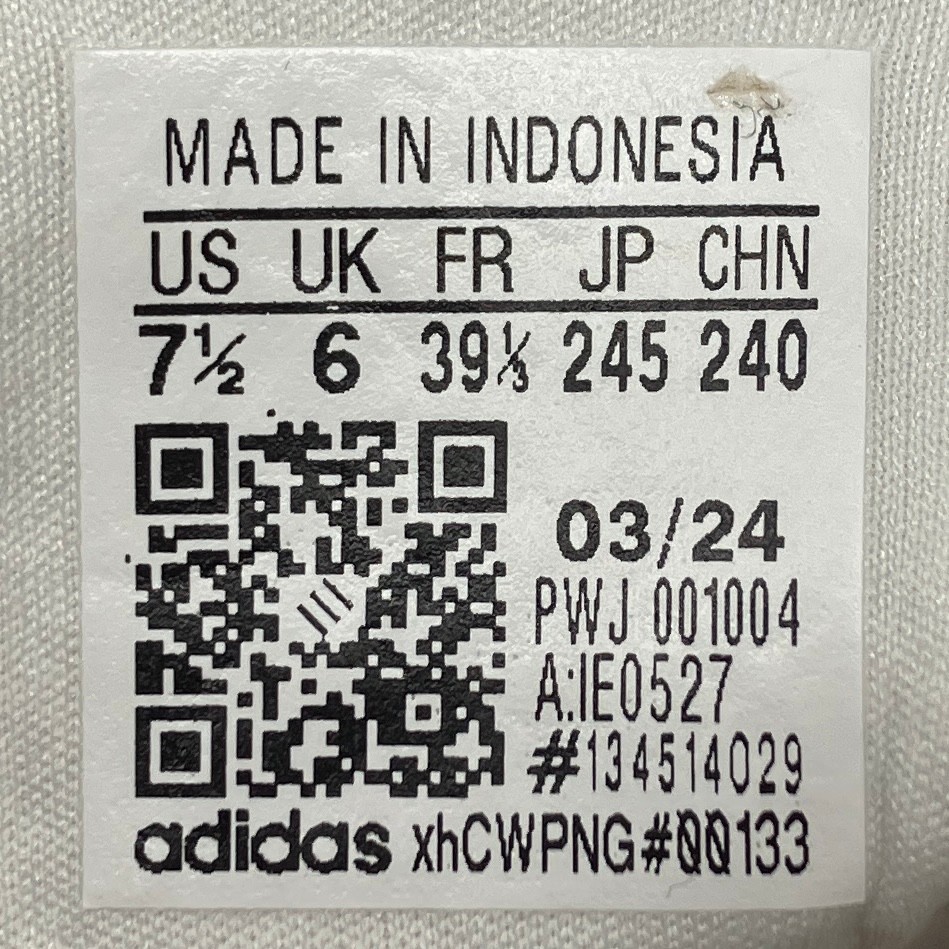 MADE IN INDONESIA
US UK FR JP CHN
7½ 6 39⅓ 245 240
03/24
PWJ 001004
A:IE0527
#134514029
adidas xhCWPNG#00133